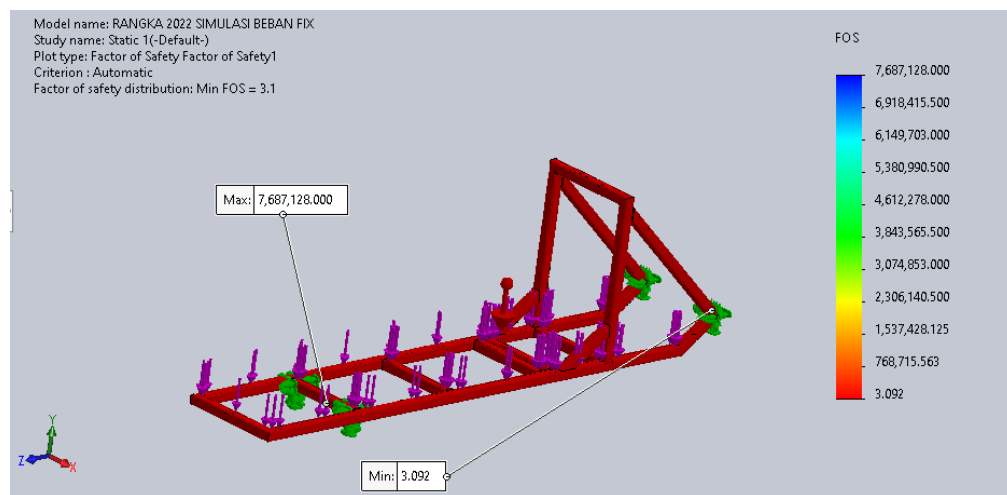 Model name: RANGKA 2022 SIMULASI BEBAN FIX
Study name: Static 1(-Default-)
Plot type: Factor of Safety Factor of Safety1
Criterion : Automatic
Factor of safety distribution: Min FOS = 3.1
FOS
7,687,128.000
6,918,415.500
6,149,703.000
5,380,990.500
4,612,278.000
3,843,565.500
3,074,853.000
2,306,140.500
1,537,428.125
768,715.563
3.092
Max: 7,687,128.000
Min: 3.092
Y
Z
X